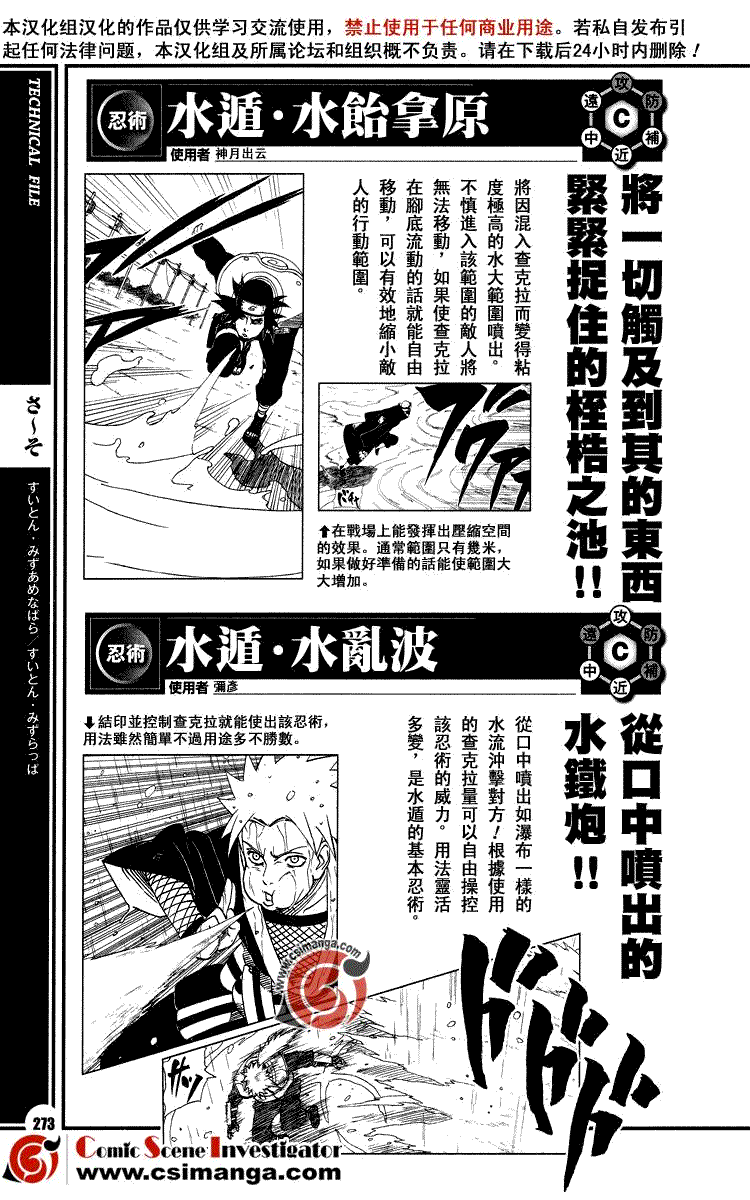 本汉化组汉化的作品仅供学习交流使用，禁止使用于任何商业用途。若私自发布引
起任何法律问题，本汉化组及所属论坛和组织概不负责。请在下载后24小时内删除！
TECHNICAL FILE
さ～そ
すいとん・みずあめなばら／すいとん・みずらっぱ
273
忍術
水遁・水飴拿原
使用者 神月出云
攻
防
補
近
中
遠
C
將一切觸及到其的東西
緊緊捉住的桎梏之池！！
將因混入查克拉而變得粘
度極高的水大範圍噴出。
不慎進入該範圍的敵人將
無法移動，如果使查克拉
在腳底流動的話就能自由
移動，可以有效地縮小敵
人的行動範圍。
⬆在戰場上能發揮出壓縮空間
的效果。通常範圍只有幾米，
如果做好準備的話能使範圍大
大增加。
忍術
水遁・水亂波
使用者 彌彥
攻
防
補
近
中
遠
C
從口中噴出的
水鐵炮！！
從口中噴出如瀑布一樣的
水流沖擊對方！根據使用
的查克拉量可以自由操控
該忍術的威力。用法靈活
多變，是水遁的基本忍術。
⬇結印並控制查克拉就能使出該忍術，
用法雖然簡單不過用途多不勝數。
www.csimanga.com
Comic Scene Investigator
www.csimanga.com